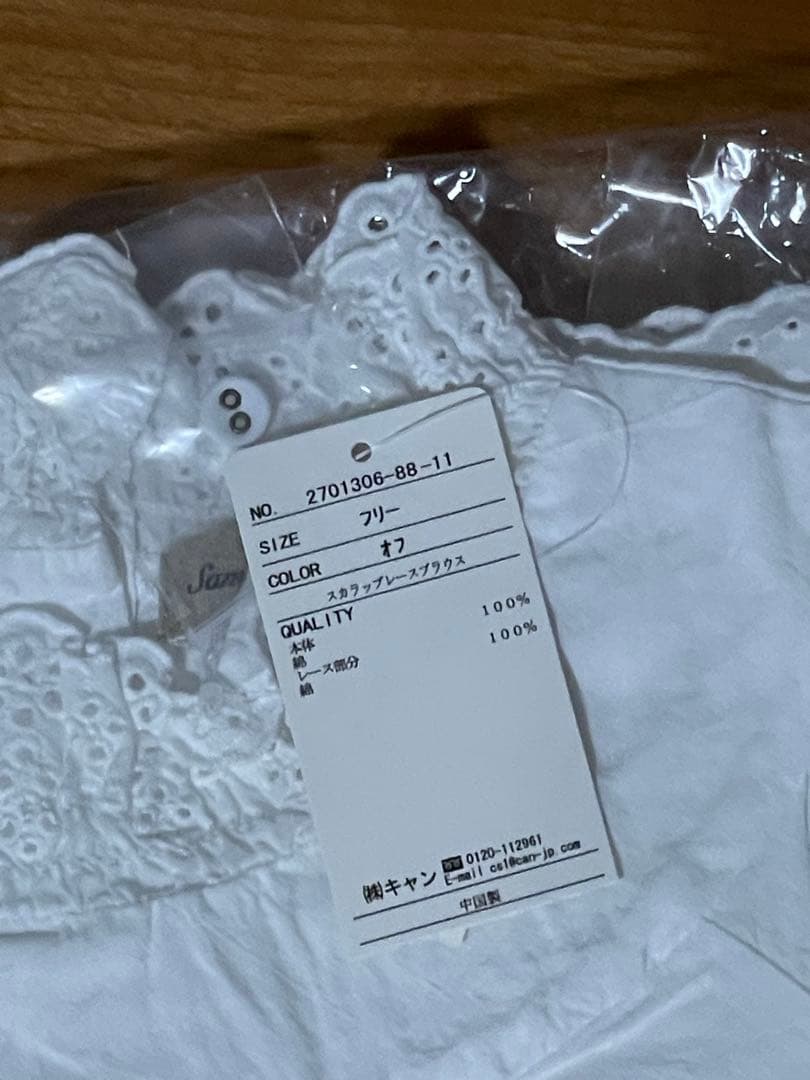 NO. 2701306-88-11
SIZE フリー
COLOR オフ
スカラップレースブラウス
QUALITY
本体
綿 100%
レース部分
綿 100%
㈱キャン 0120-112961
E-mail cs1@can-jp.com
中国製